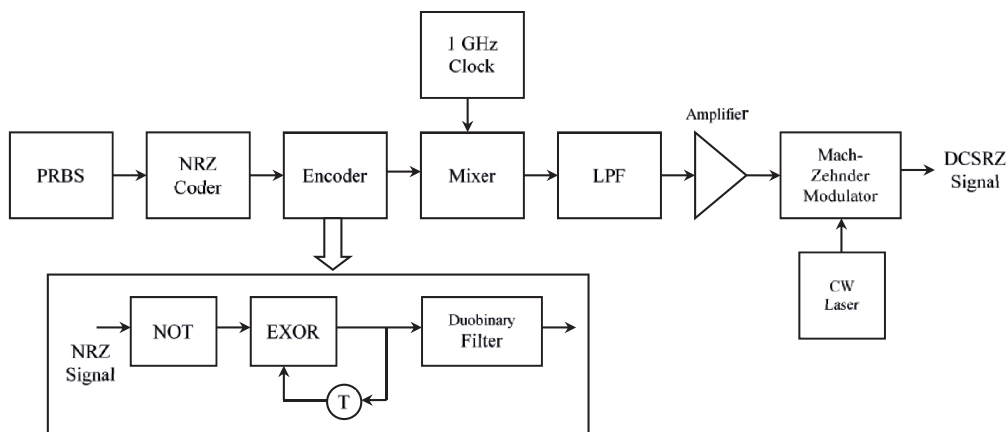 1 GHz
Clock
Amplifier
PRBS
NRZ
Coder
Encoder
Mixer
LPF
Mach-
Zehnder
Modulator
DCSRZ
Signal
CW
Laser
NRZ
Signal
NOT
EXOR
T
Duobinary
Filter